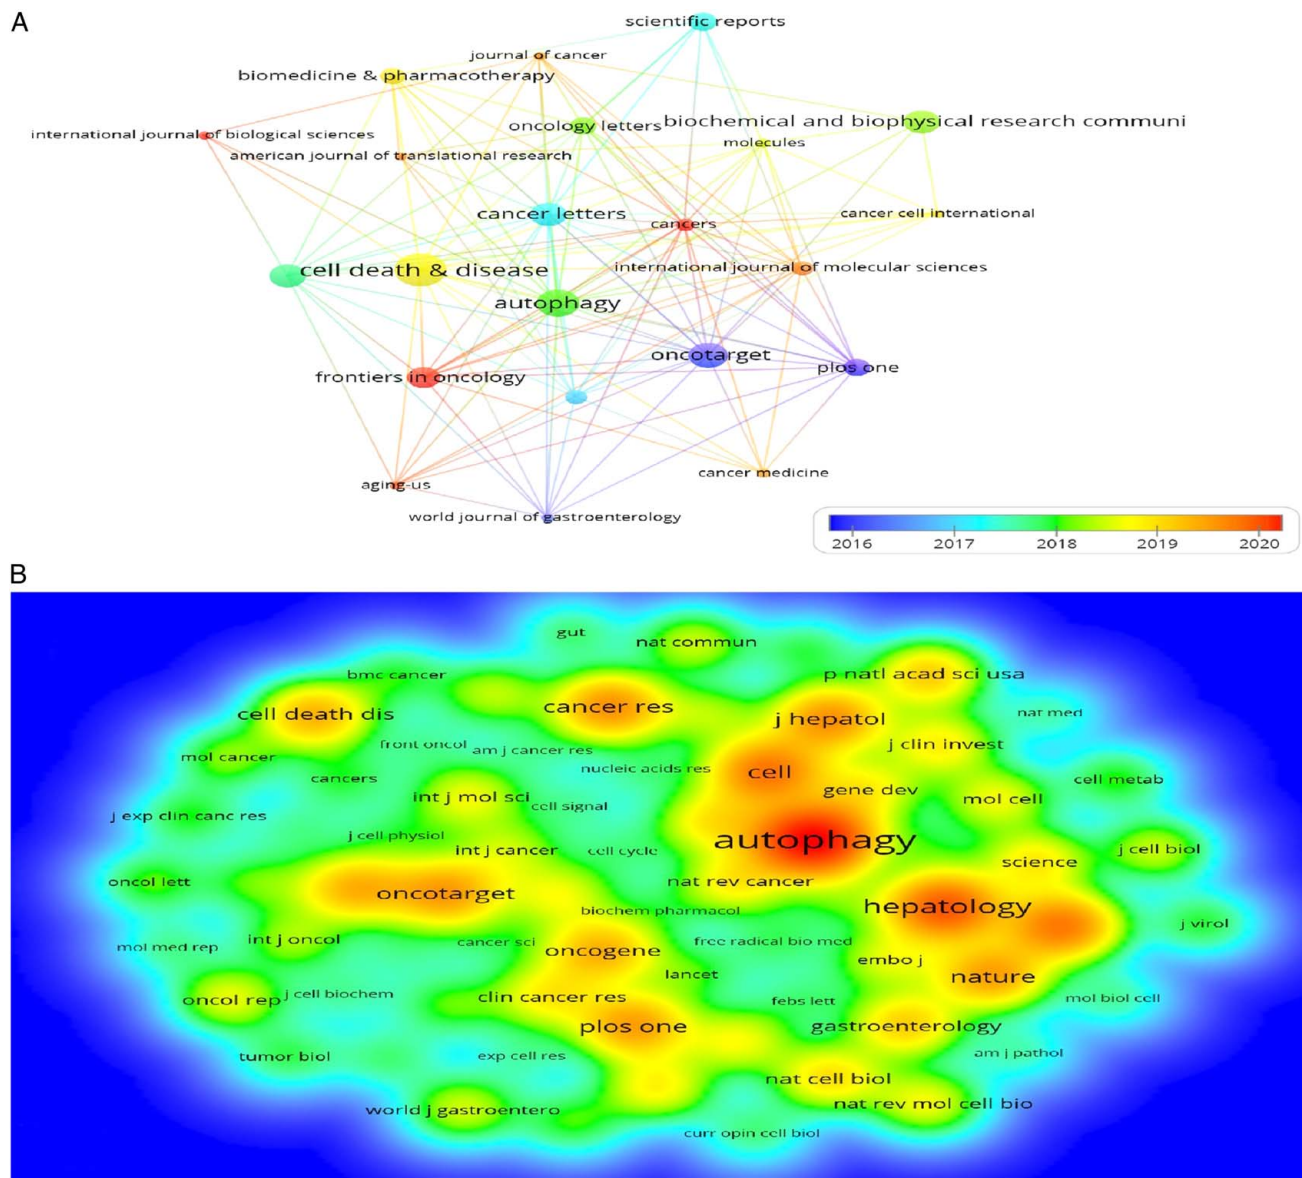 A
scientific reports
journal of cancer
biomedicine & pharmacotherapy
oncology letters
biochemical and biophysical research communi
international journal of biological sciences
molecules
american journal of translational research
cancer letters
cancers
cancer cell international
cell death & disease
international journal of molecular sciences
autophagy
oncotarget
plos one
frontiers in oncology
cancer medicine
aging-us
world journal of gastroenterology
2016 2017 2018 2019 2020
B
gut
nat commun
bmc cancer
p natl acad sci usa
cell death dis
cancer res
j hepatol
nat med
front oncol
am j cancer res
j clin invest
mol cancer
cancers
nucleic acids res
cell
cell metab
gene dev
int j mol sci
cell signal
mol cell
j exp clin canc res
j cell physiol
autophagy
int j cancer
cell cycle
science
j cell biol
oncol lett
oncotarget
nat rev cancer
biochem pharmacol
hepatology
j virol
mol med rep
int j oncol
cancer sci
oncogene
free radical bio med
embo j
lancet
nature
oncol rep
j cell biochem
clin cancer res
febs lett
mol biol cell
plos one
gastroenterology
tumor biol
exp cell res
am j pathol
nat cell biol
world j gastroentero
nat rev mol cell bio
curr opin cell biol